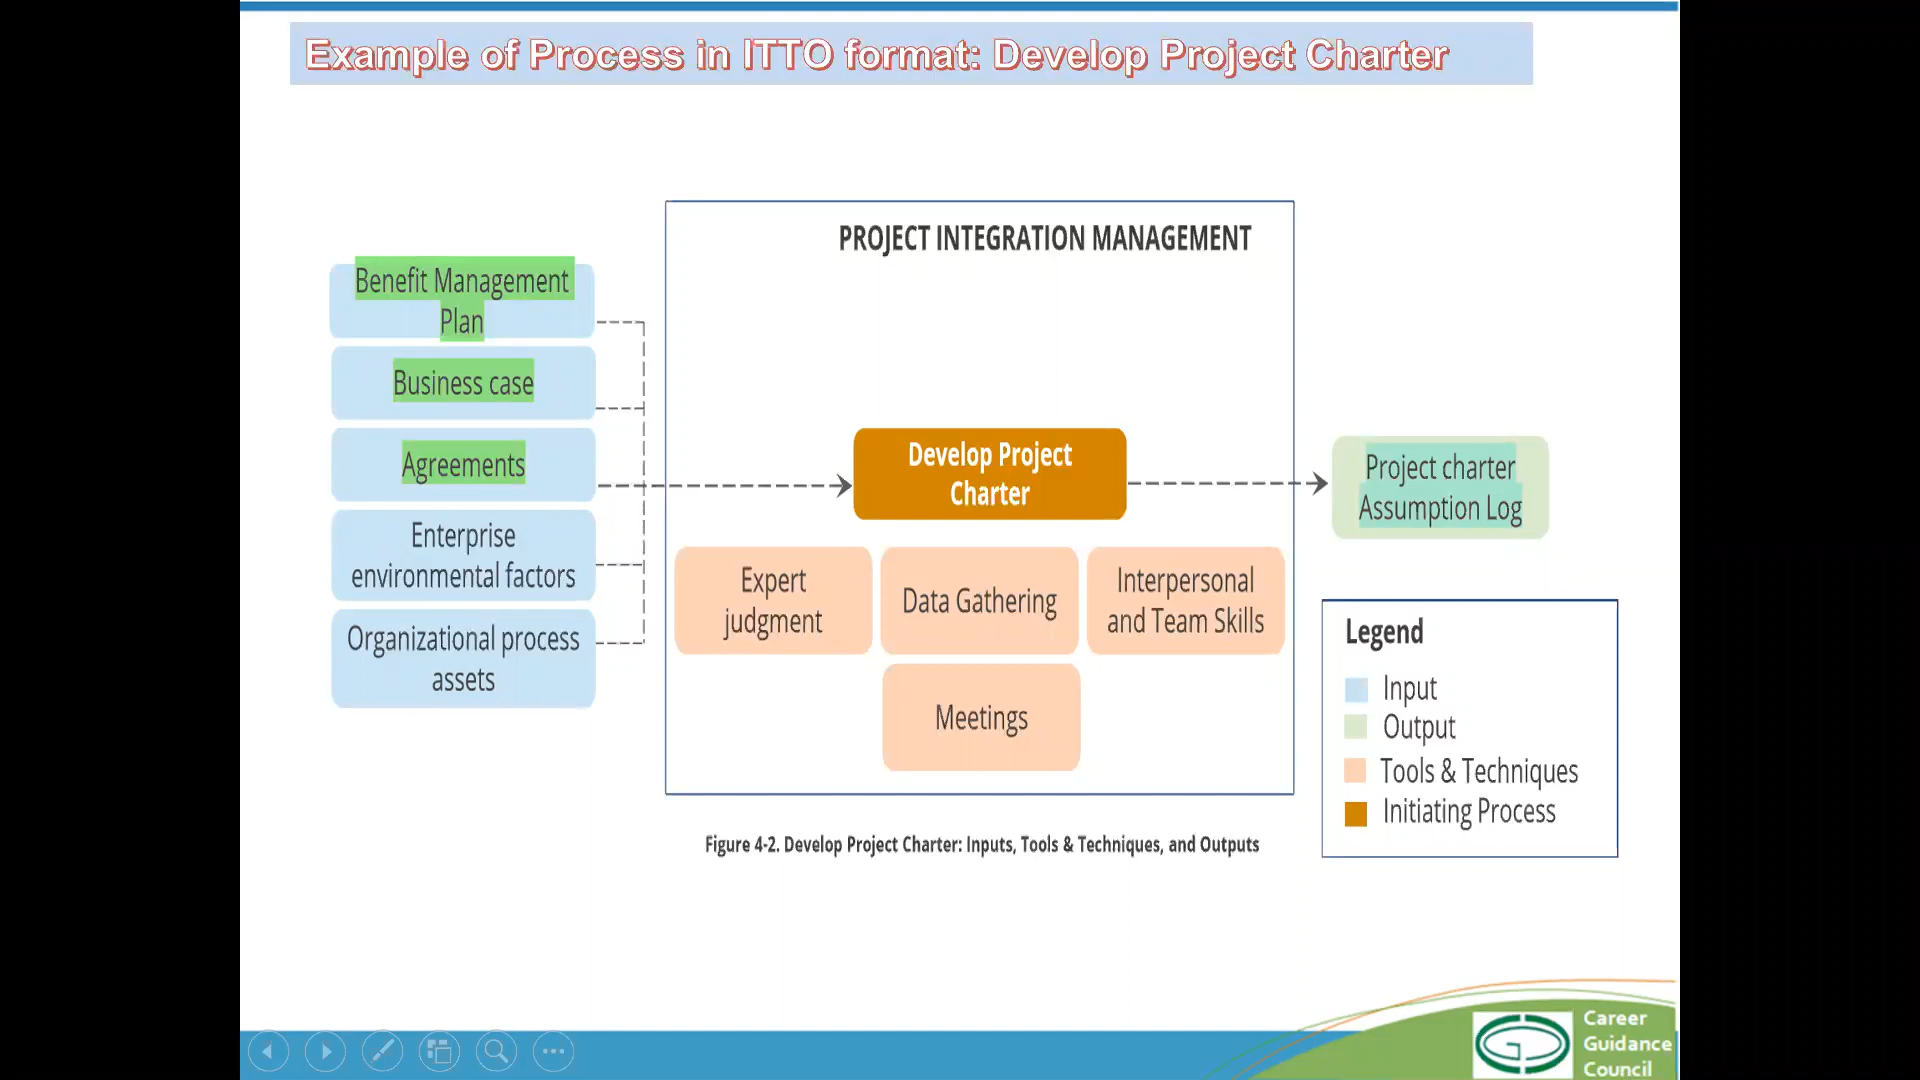 Example of Process in ITTO format: Develop Project Charter
PROJECT INTEGRATION MANAGEMENT
Benefit Management
Plan
Business case
Agreements
Enterprise
environmental factors
Organizational process
assets
Develop Project
Charter
Expert
judgment
Data Gathering
Interpersonal
and Team Skills
Meetings
Project charter
Assumption Log
Legend
Input
Output
Tools & Techniques
Initiating Process
Figure 4-2. Develop Project Charter: Inputs, Tools & Techniques, and Outputs
Career
Guidance
Council